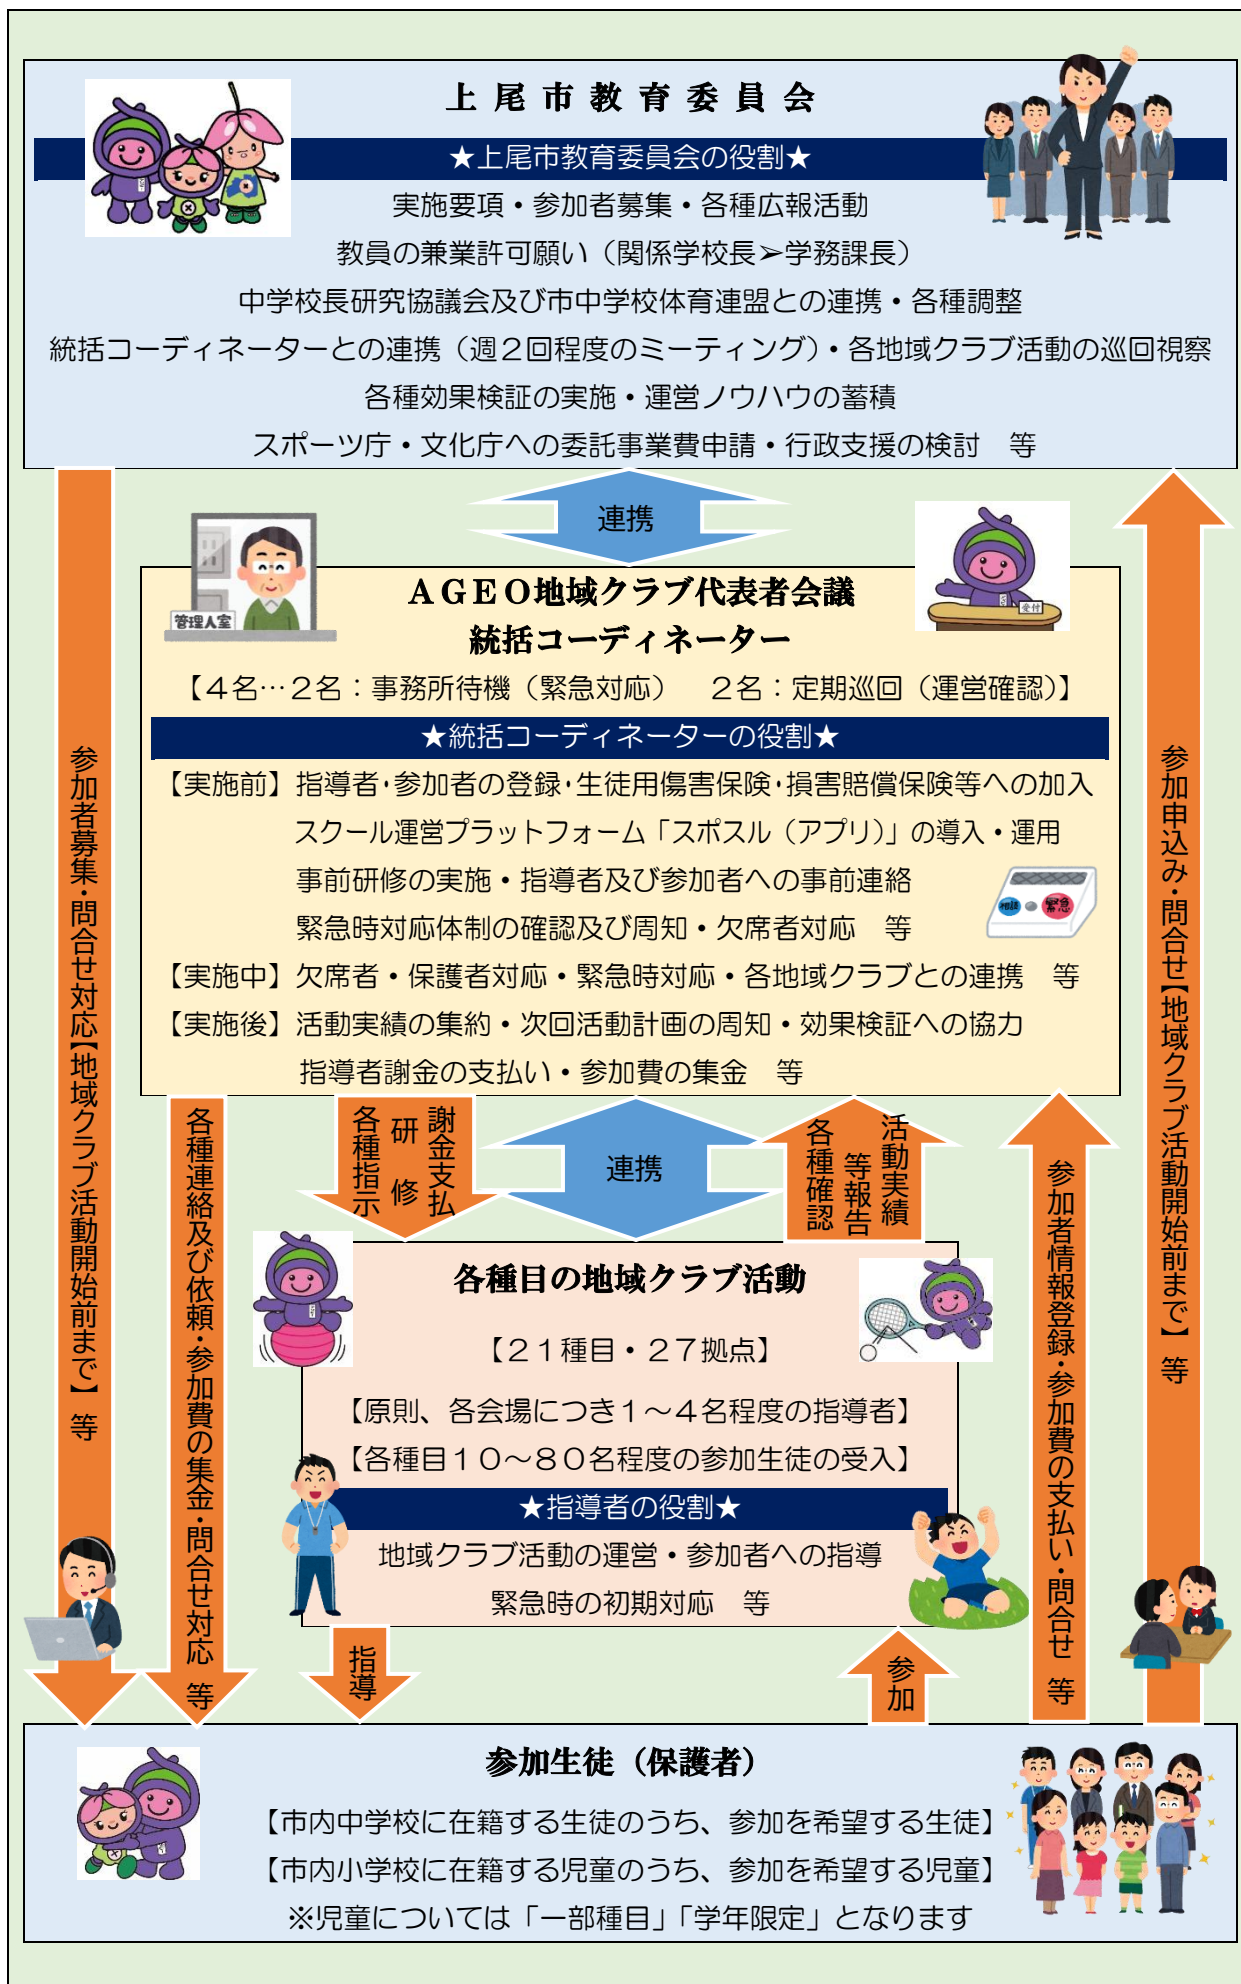 上尾市教育委員会
★上尾市教育委員会の役割★
実施要項・参加者募集・各種広報活動
教員の兼業許可願い（関係学校長➢学務課長）
中学校長研究協議会及び市中学校体育連盟との連携・各種調整
統括コーディネーターとの連携（週２回程度のミーティング）・各地域クラブ活動の巡回視察
各種効果検証の実施・運営ノウハウの蓄積
スポーツ庁・文化庁への委託事業費申請・行政支援の検討　等
連携
管理人室
受付
ＡＧＥＯ地域クラブ代表者会議
統括コーディネーター
【４名…２名：事務所待機（緊急対応）　２名：定期巡回（運営確認）】
★統括コーディネーターの役割★
【実施前】指導者・参加者の登録・生徒用傷害保険・損害賠償保険等への加入
スクール運営プラットフォーム「スポスル（アプリ）」の導入・運用
事前研修の実施・指導者及び参加者への事前連絡
緊急時対応体制の確認及び周知・欠席者対応　等
相談
緊急
【実施中】欠席者・保護者対応・緊急時対応・各地域クラブとの連携　等
【実施後】活動実績の集約・次回活動計画の周知・効果検証への協力
指導者謝金の支払い・参加費の集金　等
参加者募集・問合せ対応【地域クラブ活動開始前まで】等
各種連絡及び依頼・参加費の集金・問合せ対応　等
謝金支払
研　修
各種指示
連携
活動実績
等報告
各種確認
参加者情報登録・参加費の支払い・問合せ　等
参加申込み・問合せ【地域クラブ活動開始前まで】等
各種目の地域クラブ活動
【２１種目・２７拠点】
【原則、各会場につき１～４名程度の指導者】
【各種目１０～８０名程度の参加生徒の受入】
★指導者の役割★
地域クラブ活動の運営・参加者への指導
緊急時の初期対応　等
指導
参加
参加生徒（保護者）
【市内中学校に在籍する生徒のうち、参加を希望する生徒】
【市内小学校に在籍する児童のうち、参加を希望する児童】
※児童については「一部種目」「学年限定」となります